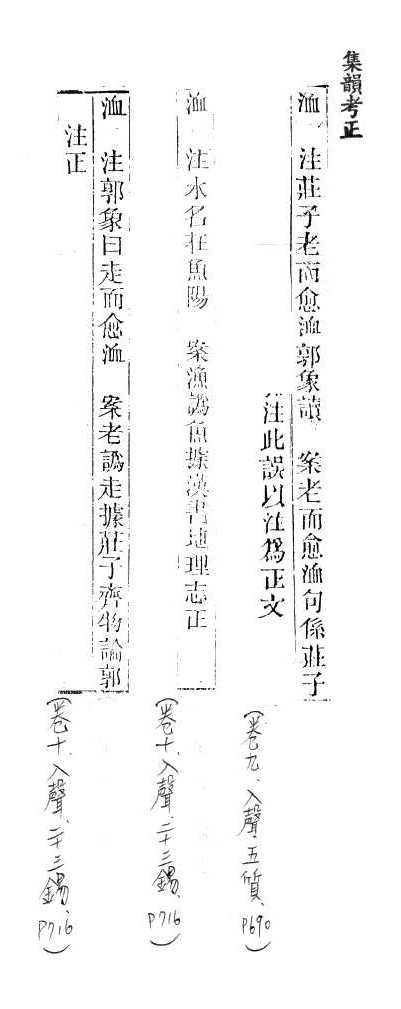 集韻考正
洫 注莊子老而愈洫郭象讀 案老而愈洫句係莊子
注此誤以注爲正文
(卷九、入聲、五質、P690)
洫 注水名在魚陽 案漁譌魚據漢書地理志正
(卷十、入聲、二十三錫、P716)
洫 注郭象曰走而愈洫 案老譌走據莊子齊物論郭
注正
(卷十、入聲、二十三錫、P716)